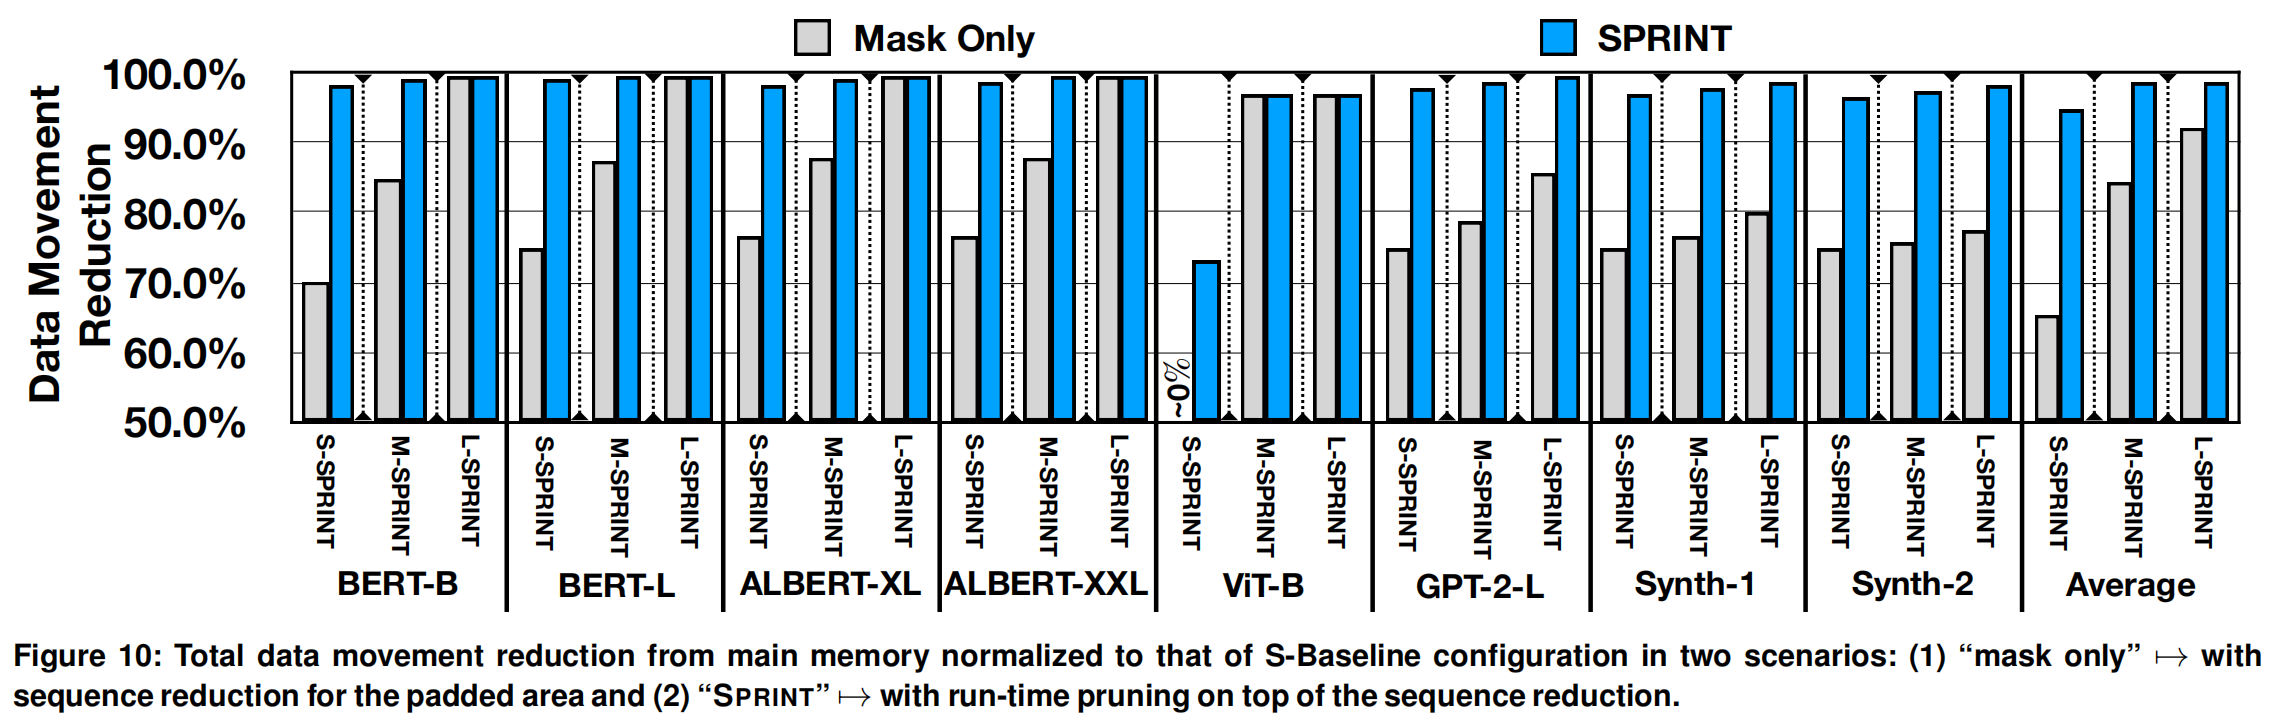 Mask Only
SPRINT
Data Movement
Reduction
100.0%
90.0%
80.0%
70.0%
60.0%
50.0%
~0%
S-SPRINT
M-SPRINT
L-SPRINT
S-SPRINT
M-SPRINT
L-SPRINT
S-SPRINT
M-SPRINT
L-SPRINT
S-SPRINT
M-SPRINT
L-SPRINT
S-SPRINT
M-SPRINT
L-SPRINT
S-SPRINT
M-SPRINT
L-SPRINT
S-SPRINT
M-SPRINT
L-SPRINT
S-SPRINT
M-SPRINT
L-SPRINT
S-SPRINT
M-SPRINT
L-SPRINT
BERT-B
BERT-L
ALBERT-XL
ALBERT-XXL
ViT-B
GPT-2-L
Synth-1
Synth-2
Average
Figure 10: Total data movement reduction from main memory normalized to that of S-Baseline configuration in two scenarios: (1) “mask only” ↦ with
sequence reduction for the padded area and (2) “SPRINT” ↦ with run-time pruning on top of the sequence reduction.